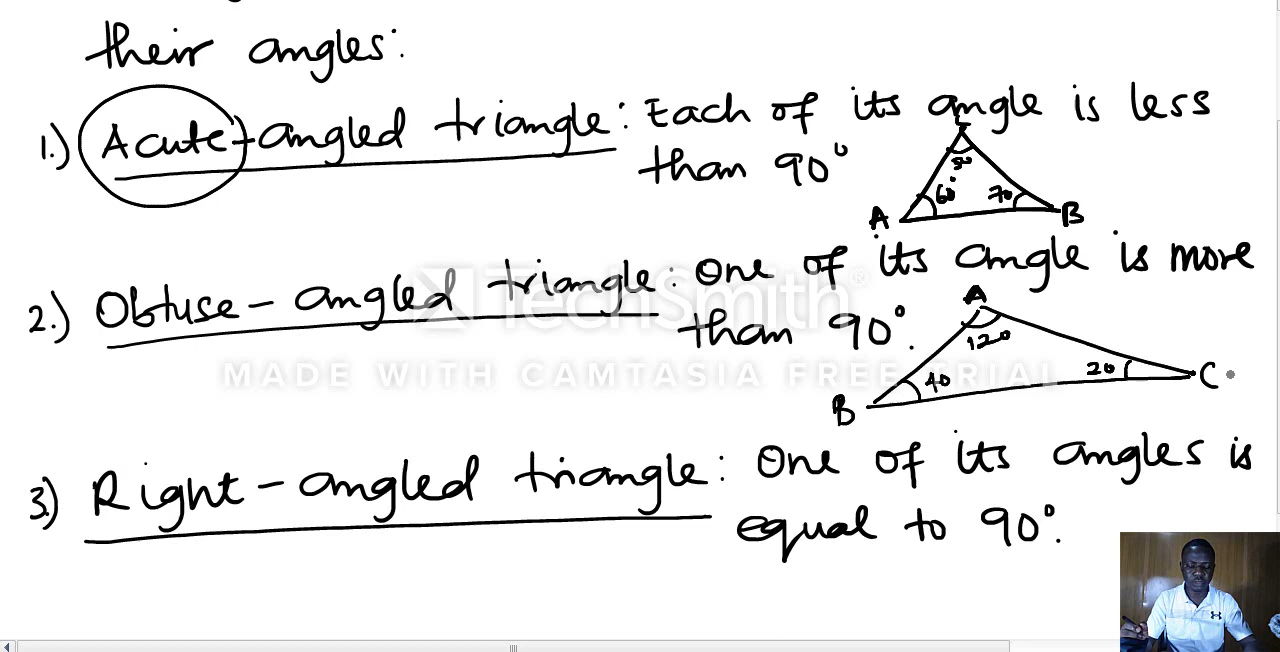 their angles:
1.) Acute-angled triangle: Each of its angle is less
than 90°
50
60° 70
A B
2.) Obtuse-angled triangle: One of its angle is more
than 90°.
A
120
40 20
B C
3.) Right-angled triangle: One of its angles is
equal to 90°.
TechSmith®
MADE WITH CAMTASIA FREE TRIAL